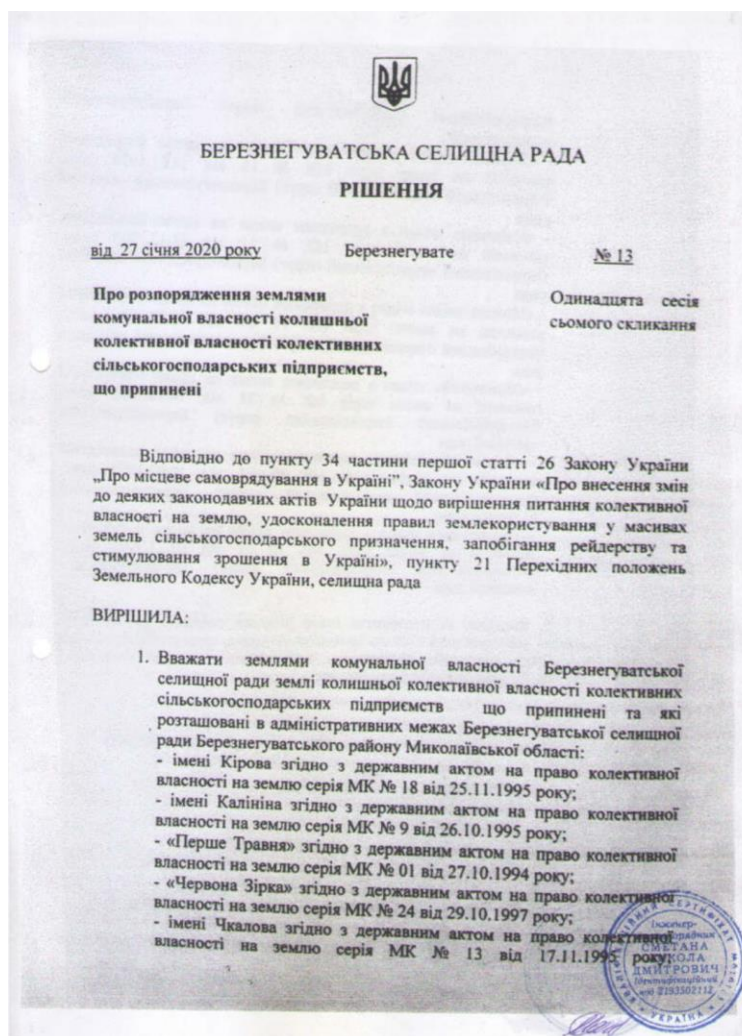 БЕРЕЗНЕГУВАТСЬКА СЕЛИЩНА РАДА
РІШЕННЯ
від 27 січня 2020 року Березнегувате № 13
Про розпорядження землями
комунальної власності колишньої
колективної власності колективних
сільськогосподарських підприємств,
що припинені
Одинадцята сесія
сьомого скликання
Відповідно до пункту 34 частини першої статті 26 Закону України
„Про місцеве самоврядування в Україні", Закону України «Про внесення змін
до деяких законодавчих актів України щодо вирішення питання колективної
власності на землю, удосконалення правил землекористування у масивах
земель сільськогосподарського призначення, запобігання рейдерству та
стимулювання зрошення в Україні», пункту 21 Перехідних положень
Земельного Кодексу України, селищна рада
ВИРІШИЛА:
1. Вважати землями комунальної власності Березнегуватської
селищної ради землі колишньої колективної власності колективних
сільськогосподарських підприємств що припинені та які
розташовані в адміністративних межах Березнегуватської селищної
ради Березнегуватського району Миколаївської області:
- імені Кірова згідно з державним актом на право колективної
власності на землю серія МК № 18 від 25.11.1995 року;
- імені Калініна згідно з державним актом на право колективної
власності на землю серія МК № 9 від 26.10.1995 року;
- «Перше Травня» згідно з державним актом на право колективної
власності на землю серія МК № 01 від 27.10.1994 року;
- «Червона Зірка» згідно з державним актом на право колективної
власності на землю серія МК № 24 від 29.10.1997 року;
- імені Чкалова згідно з державним актом на право колективної
власності на землю серія МК № 13 від 17.11.1995 року;
СЕРТИФІКАТ
Інженер-
СМЕТАНА
МИКОЛА
ДМИТРОВИЧ
Ідентифікаційний
код 2193502112
УКРАЇНА